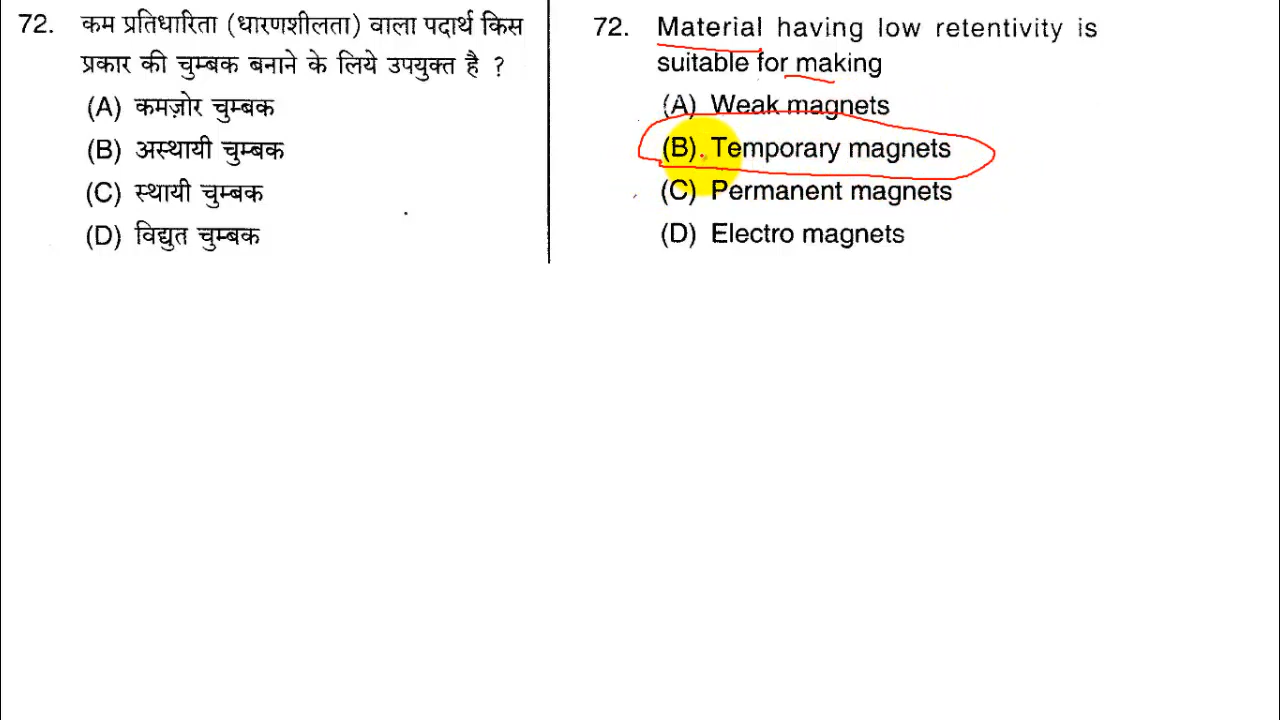 72. कम प्रतिधारिता (धारणशीलता) वाला पदार्थ किस
प्रकार की चुम्बक बनाने के लिये उपयुक्त है ?
(A) कमज़ोर चुम्बक
(B) अस्थायी चुम्बक
(C) स्थायी चुम्बक
(D) विद्युत चुम्बक
72. Material having low retentivity is
suitable for making
(A) Weak magnets
(B). Temporary magnets
(C) Permanent magnets
(D) Electro magnets